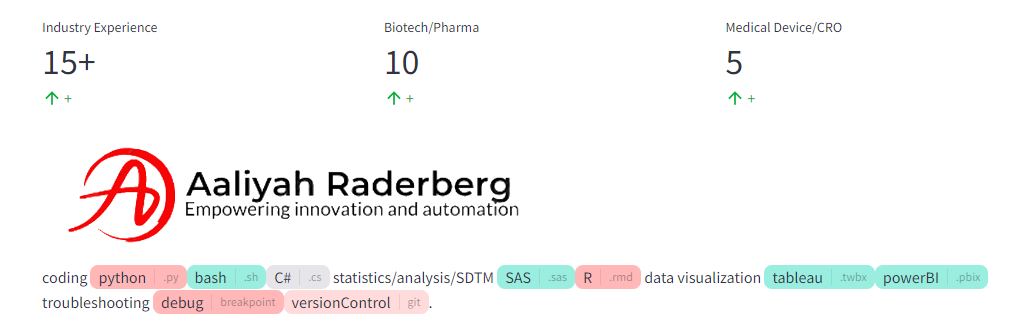 Industry Experience Biotech/Pharma Medical Device/CRO
15+ 10 5
+ + +
Aaliyah Raderberg
Empowering innovation and automation
coding python .py bash .sh C# .cs statistics/analysis/SDTM SAS .sas R .rmd data visualization tableau .twbx powerBI .pbix
troubleshooting debug breakpoint versionControl git .